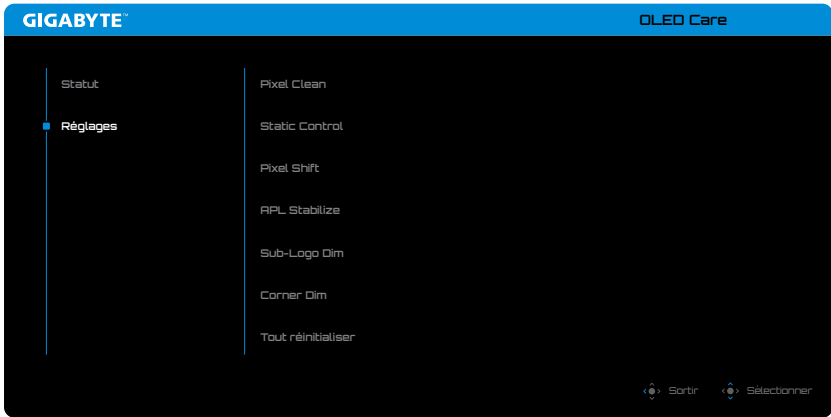 GIGABYTE™
OLED Care
Statut
Réglages
Pixel Clean
Static Control
Pixel Shift
APL Stabilize
Sub-Logo Dim
Corner Dim
Tout réinitialiser
Sortir
Sélectionner